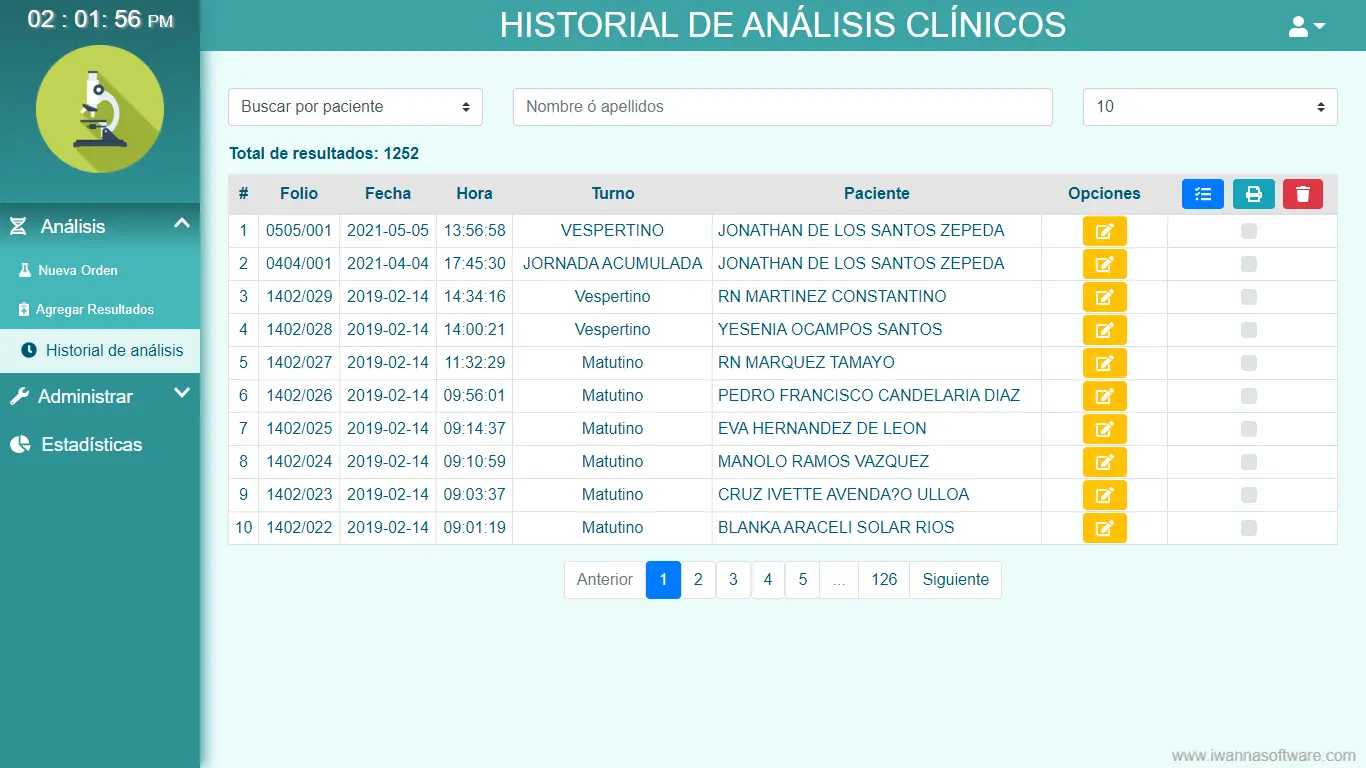 02 : 01: 56 PM
HISTORIAL DE ANÁLISIS CLÍNICOS
Análisis
Nueva Orden
Agregar Resultados
Historial de análisis
Administrar
Estadísticas
Buscar por paciente
Nombre ó apellidos
10
Total de resultados: 1252
# Folio Fecha Hora Turno Paciente Opciones
1 0505/001 2021-05-05 13:56:58 VESPERTINO JONATHAN DE LOS SANTOS ZEPEDA
2 0404/001 2021-04-04 17:45:30 JORNADA ACUMULADA JONATHAN DE LOS SANTOS ZEPEDA
3 1402/029 2019-02-14 14:34:16 Vespertino RN MARTINEZ CONSTANTINO
4 1402/028 2019-02-14 14:00:21 Vespertino YESENIA OCAMPOS SANTOS
5 1402/027 2019-02-14 11:32:29 Matutino RN MARQUEZ TAMAYO
6 1402/026 2019-02-14 09:56:01 Matutino PEDRO FRANCISCO CANDELARIA DIAZ
7 1402/025 2019-02-14 09:14:37 Matutino EVA HERNANDEZ DE LEON
8 1402/024 2019-02-14 09:10:59 Matutino MANOLO RAMOS VAZQUEZ
9 1402/023 2019-02-14 09:03:37 Matutino CRUZ IVETTE AVENDA?O ULLOA
10 1402/022 2019-02-14 09:01:19 Matutino BLANKA ARACELI SOLAR RIOS
Anterior 1 2 3 4 5 ... 126 Siguiente
www.iwannasoftware.com